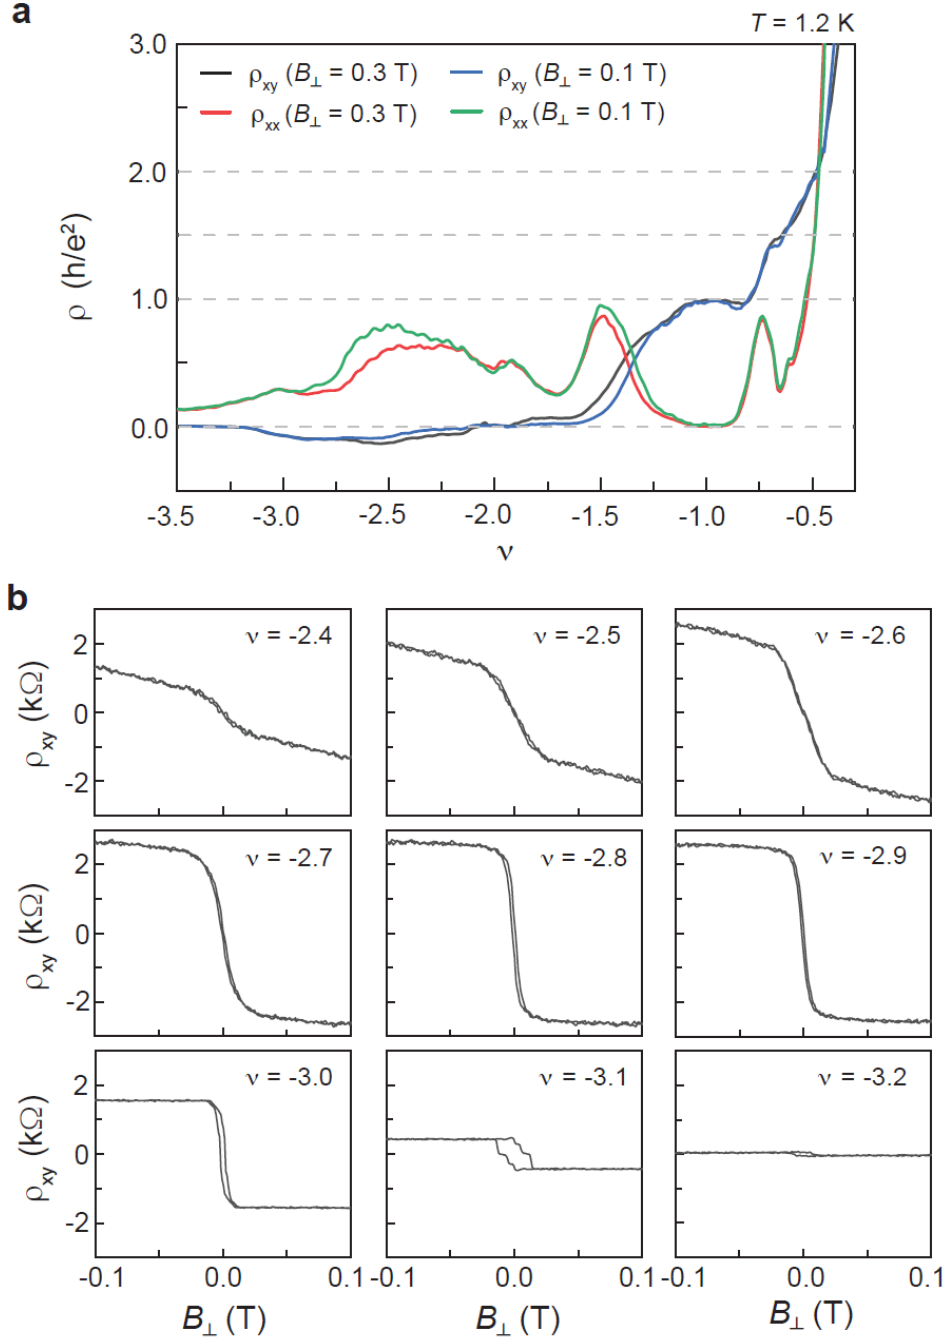 a
T = 1.2 K
ρxy (B⊥ = 0.3 T) ρxy (B⊥ = 0.1 T)
ρxx (B⊥ = 0.3 T) ρxx (B⊥ = 0.1 T)
3.0
2.0
1.0
0.0
ρ (h/e²)
-3.5 -3.0 -2.5 -2.0 -1.5 -1.0 -0.5
ν
b
ν = -2.4 ν = -2.5 ν = -2.6
2
0
-2
ρxy (kΩ)
ν = -2.7 ν = -2.8 ν = -2.9
2
0
-2
ρxy (kΩ)
ν = -3.0 ν = -3.1 ν = -3.2
2
0
-2
ρxy (kΩ)
-0.1 0.0 0.1 -0.1 0.0 0.1 -0.1 0.0 0.1
B⊥ (T) B⊥ (T) B⊥ (T)